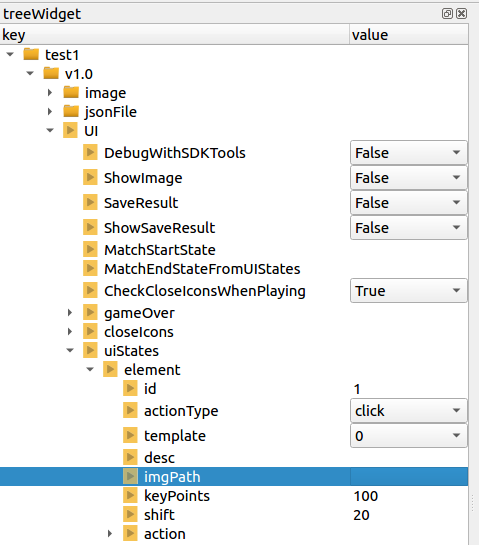 treeWidget
key value
test1
v1.0
image
jsonFile
UI
DebugWithSDKTools False
ShowImage False
SaveResult False
ShowSaveResult False
MatchStartState
MatchEndStateFromUIStates
CheckCloseIconsWhenPlaying True
gameOver
closeIcons
uiStates
element
id 1
actionType click
template 0
desc
imgPath
keyPoints 100
shift 20
action